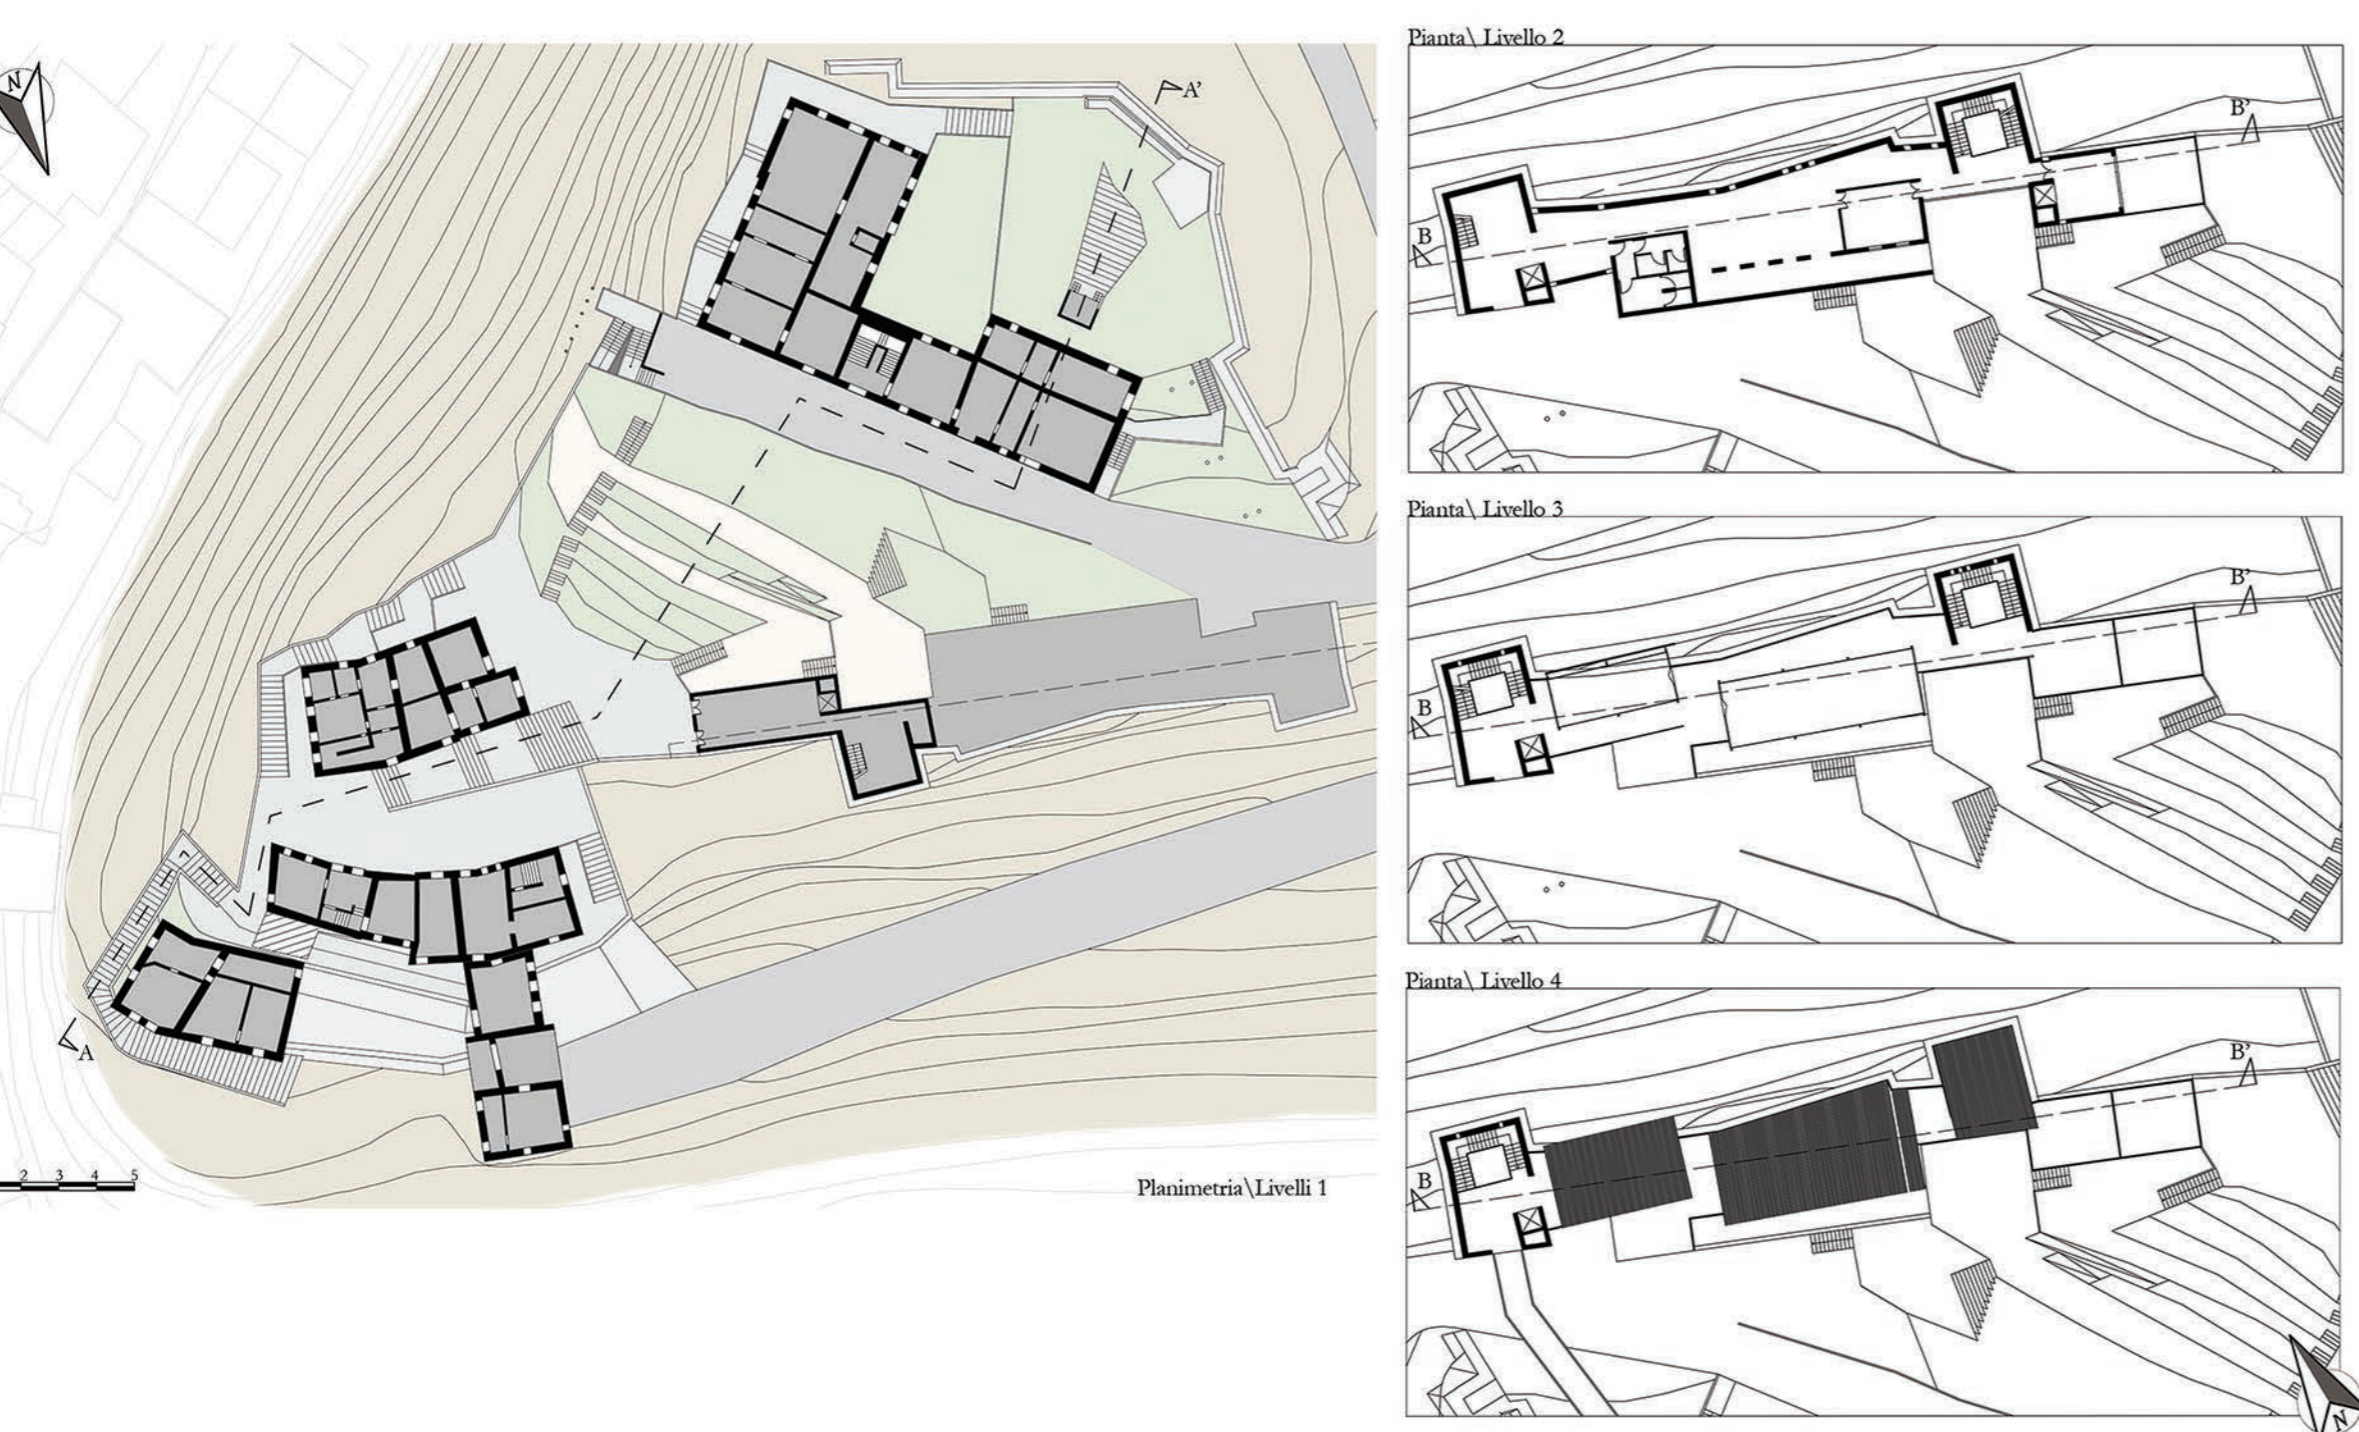 N
A'
A
2 3 4 5
Planimetria\Livelli 1
Pianta\ Livello 2
B'
B
Pianta\ Livello 3
B'
B
Pianta\ Livello 4
B'
B
N